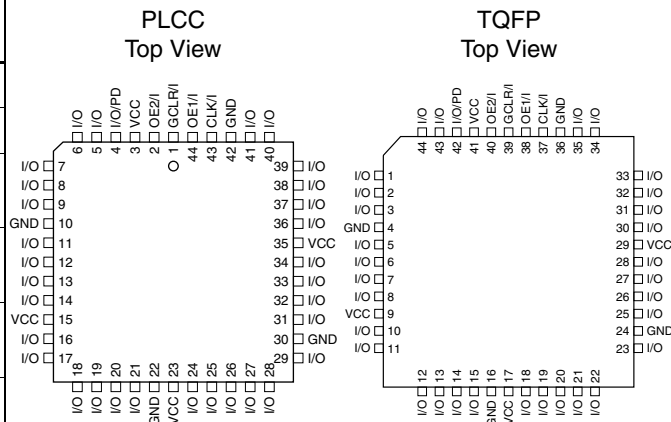 PLCC
Top View
I/O
I/O
I/O/PD
VCC
OE2/I
GCLR/I
OE1/I
CLK/I
GND
I/O
I/O
6
5
4
3
2
1
44
43
42
41
40
I/O 7
I/O 8
I/O 9
GND 10
I/O 11
I/O 12
I/O 13
I/O 14
VCC 15
I/O 16
I/O 17
39 I/O
38 I/O
37 I/O
36 I/O
35 VCC
34 I/O
33 I/O
32 I/O
31 I/O
30 GND
29 I/O
18
19
20
21
22
23
24
25
26
27
28
I/O
I/O
I/O
I/O
GND
VCC
I/O
I/O
I/O
I/O
I/O
TQFP
Top View
I/O
I/O
I/O/PD
VCC
OE2/I
GCLR/I
OE1/I
CLK/I
GND
I/O
I/O
44
43
42
41
40
39
38
37
36
35
34
I/O 1
I/O 2
I/O 3
GND 4
I/O 5
I/O 6
I/O 7
I/O 8
VCC 9
I/O 10
I/O 11
33 I/O
32 I/O
31 I/O
30 I/O
29 VCC
28 I/O
27 I/O
26 I/O
25 I/O
24 GND
23 I/O
12
13
14
15
16
17
18
19
20
21
22
I/O
I/O
I/O
I/O
GND
VCC
I/O
I/O
I/O
I/O
I/O